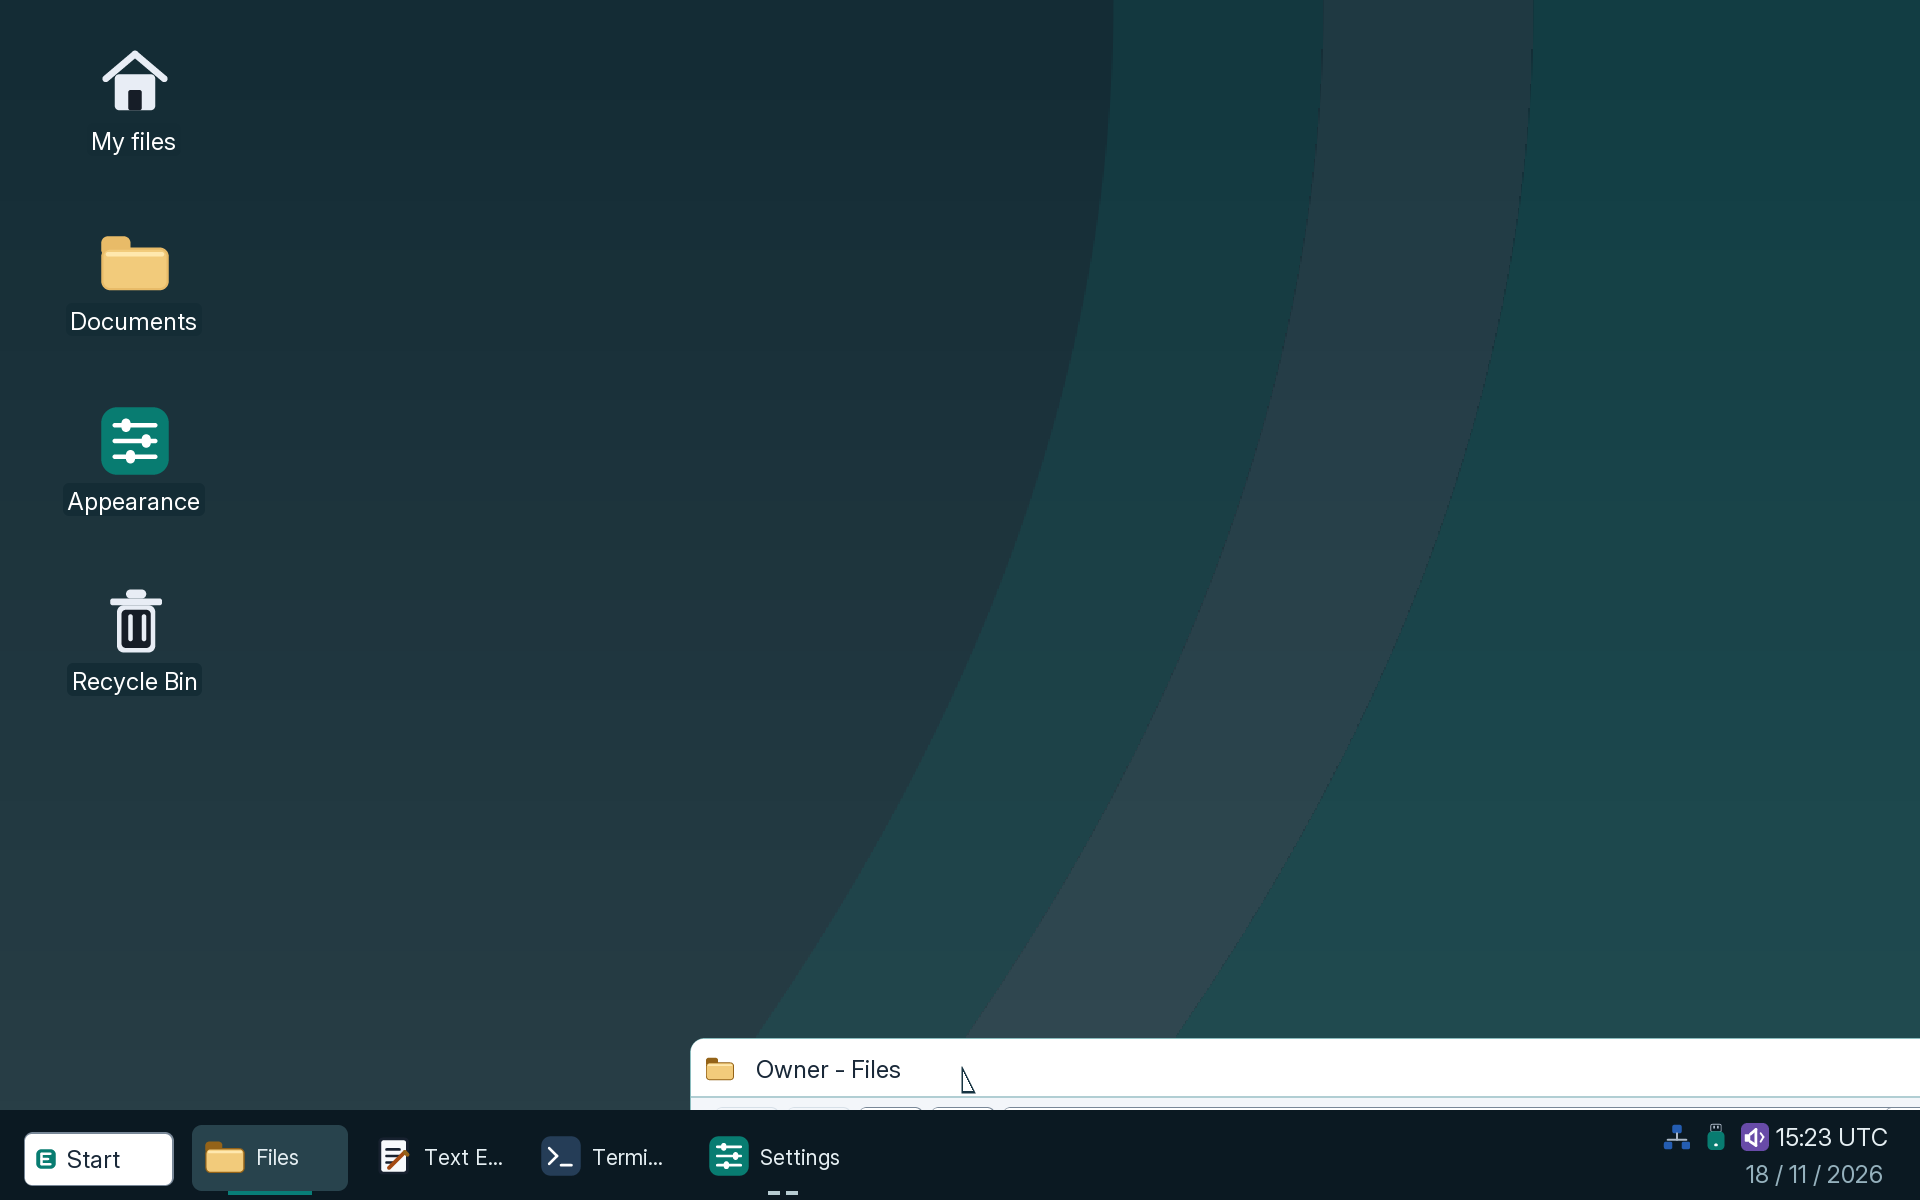 My files
Documents
Appearance
Recycle Bin
Owner - Files
Start
Files
Text E...
Termi...
Settings
15:23 UTC
18 / 11 / 2026